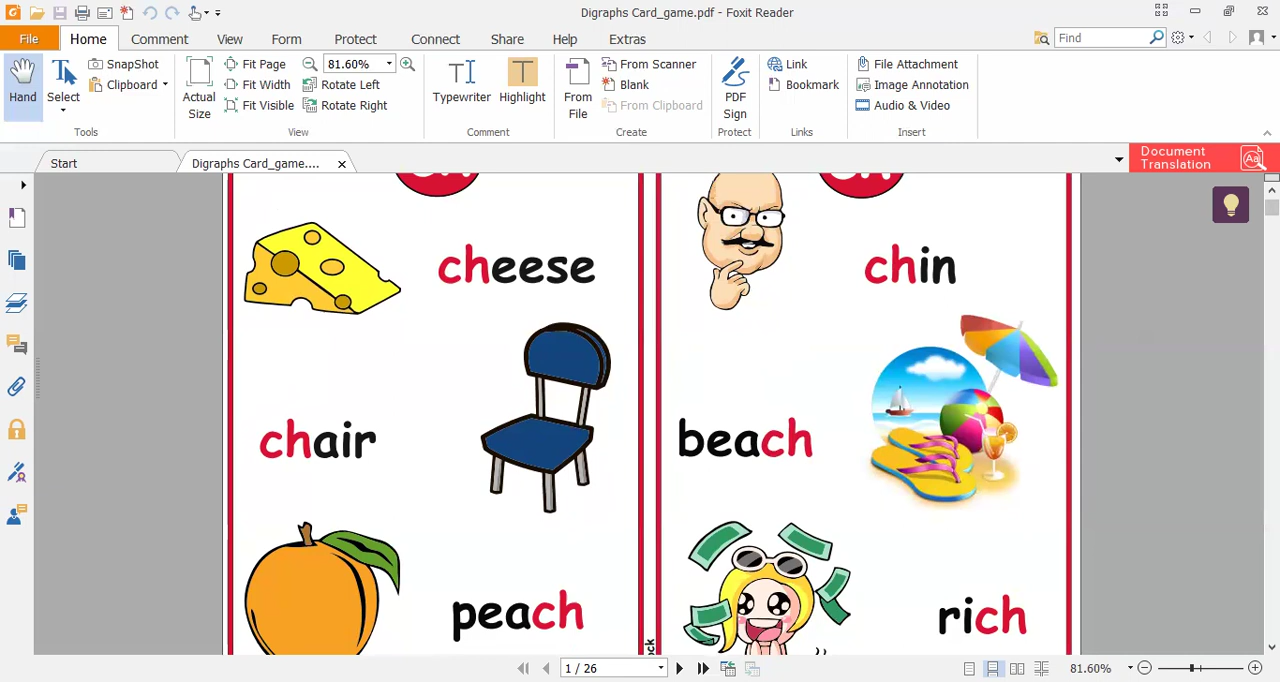 Digraphs Card_game.pdf - Foxit Reader
File Home Comment View Form Protect Connect Share Help Extras
Find
Hand
Select
SnapShot
Clipboard
Tools
Actual Size
Fit Page
Fit Width
Fit Visible
81.60%
Rotate Left
Rotate Right
View
Typewriter
Highlight
Comment
From File
From Scanner
Blank
From Clipboard
Create
PDF Sign
Protect
Link
Bookmark
Links
File Attachment
Image Annotation
Audio & Video
Insert
Start
Digraphs Card_game....
Document
Translation
cheese
chin
chair
beach
peach
rich
1 / 26
81.60%